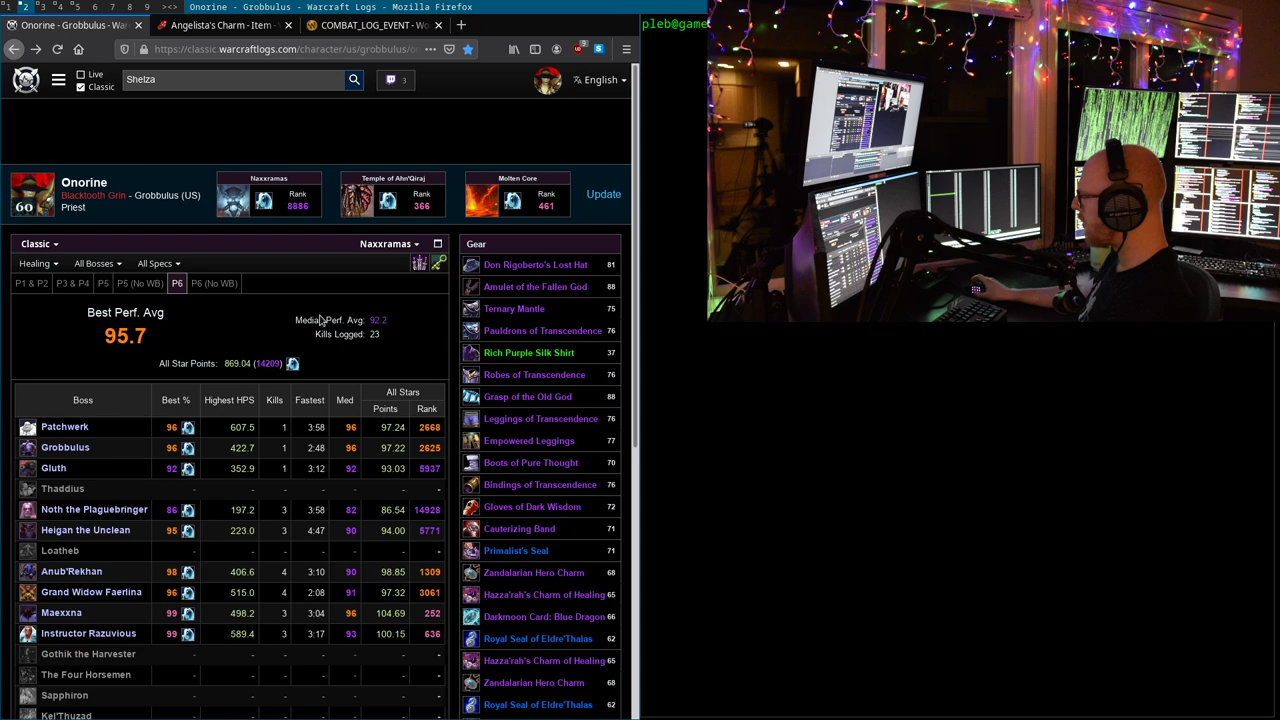 1 2 3 4 5 6 7 8 9 ><> Onorine - Grobbulus - Warcraft Logs - Mozilla Firefox
Onorine - Grobbulus - War Angelista's Charm - Item - COMBAT_LOG_EVENT - Wo
https://classic.warcraftlogs.com/character/us/grobbulus/o
pleb@game
Live
Classic
Shelza
3
English
Onorine
Blacktooth Grin - Grobbulus (US)
Priest
60
Naxxramas
Rank
8886
Temple of Ahn'Qiraj
Rank
366
Molten Core
Rank
461
Update
Classic Naxxramas
Healing All Bosses All Specs
P1 & P2 P3 & P4 P5 P5 (No WB) P6 P6 (No WB)
Best Perf. Avg
95.7
Median Perf. Avg: 92.2
Kills Logged: 23
All Star Points: 869.04 (14209)
Boss Best % Highest HPS Kills Fastest Med All Stars
Points Rank
Patchwerk 96 607.5 1 3:58 96 97.24 2668
Grobbulus 96 422.7 1 2:48 96 97.22 2625
Gluth 92 352.9 1 3:12 92 93.03 5937
Thaddius - - - - - - -
Noth the Plaguebringer 86 197.2 3 3:58 82 86.54 14928
Heigan the Unclean 95 223.0 3 4:47 90 94.00 5771
Loatheb - - - - - - -
Anub'Rekhan 98 406.6 4 3:10 90 98.85 1309
Grand Widow Faerlina 96 515.0 4 2:08 91 97.32 3061
Maexxna 99 498.2 3 3:04 96 104.69 252
Instructor Razuvious 99 589.4 3 3:17 93 100.15 636
Gothik the Harvester - - - - - - -
The Four Horsemen - - - - - - -
Sapphiron - - - - - - -
Kel'Thuzad - - - - - - -
Gear
Don Rigoberto's Lost Hat 81
Amulet of the Fallen God 88
Ternary Mantle 75
Pauldrons of Transcendence 76
Rich Purple Silk Shirt 37
Robes of Transcendence 76
Grasp of the Old God 88
Leggings of Transcendence 76
Empowered Leggings 77
Boots of Pure Thought 70
Bindings of Transcendence 76
Gloves of Dark Wisdom 72
Cauterizing Band 71
Primalist's Seal 71
Zandalarian Hero Charm 68
Hazza'rah's Charm of Healing 65
Darkmoon Card: Blue Dragon 66
Royal Seal of Eldre'Thalas 62
Hazza'rah's Charm of Healing 65
Zandalarian Hero Charm 68
Royal Seal of Eldre'Thalas 62